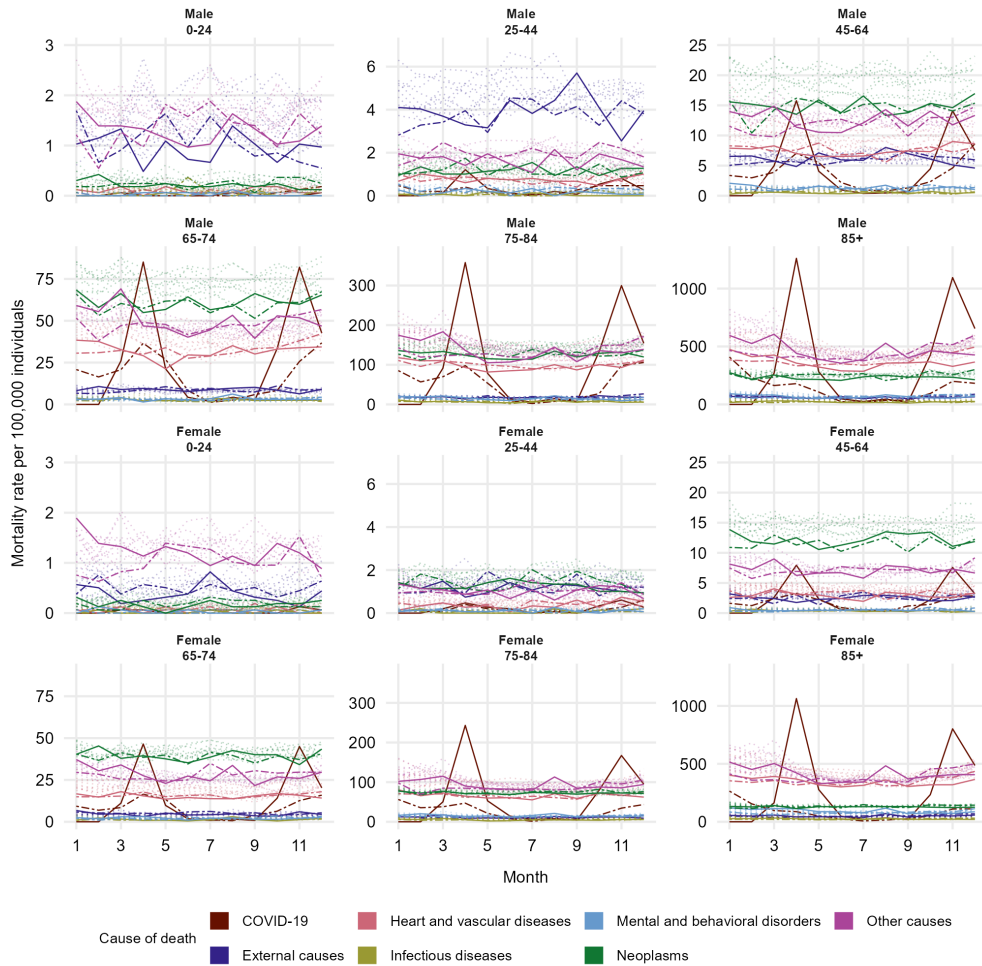 Male
0-24
Male
25-44
Male
45-64
3
2
1
0
6
4
2
0
25
20
15
10
5
0
Male
65-74
Male
75-84
Male
85+
75
50
25
0
300
200
100
0
1000
500
0
Female
0-24
Female
25-44
Female
45-64
3
2
1
0
6
4
2
0
25
20
15
10
5
0
Female
65-74
Female
75-84
Female
85+
75
50
25
0
300
200
100
0
1000
500
0
1 3 5 7 9 11
1 3 5 7 9 11
1 3 5 7 9 11
Mortality rate per 100,000 individuals
Month
Cause of death
COVID-19
Heart and vascular diseases
Mental and behavioral disorders
Other causes
External causes
Infectious diseases
Neoplasms